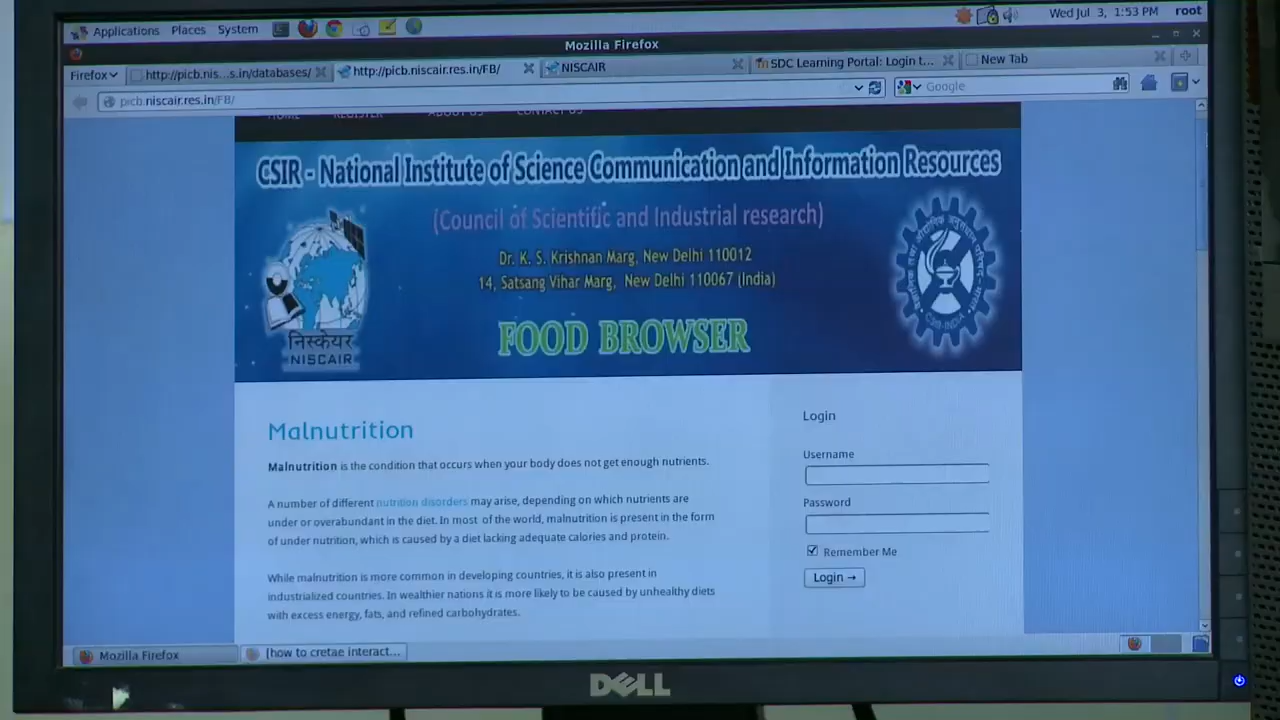 Applications Places System
Wed Jul 3, 1:53 PM root
Mozilla Firefox
Firefox
http://picb.nis...s.in/databases/
http://picb.niscair.res.in/FB/
NISCAIR
SDC Learning Portal: Login t...
New Tab
picb.niscair.res.in/FB/
Google
HOME REGISTER ABOUT US CONTACT US
CSIR - National Institute of Science Communication and Information Resources
(Council of Scientific and Industrial research)
Dr. K. S. Krishnan Marg, New Delhi 110012
14, Satsang Vihar Marg, New Delhi 110067 (India)
FOOD BROWSER
निस्केयर
NISCAIR
CSIR-INDIA
Malnutrition
Malnutrition is the condition that occurs when your body does not get enough nutrients.
A number of different nutrition disorders may arise, depending on which nutrients are
under or overabundant in the diet. In most of the world, malnutrition is present in the form
of under nutrition, which is caused by a diet lacking adequate calories and protein.
While malnutrition is more common in developing countries, it is also present in
industrialized countries. In wealthier nations it is more likely to be caused by unhealthy diets
with excess energy, fats, and refined carbohydrates.
Login
Username
Password
Remember Me
Login →
Mozilla Firefox
[how to cretae interact...
DELL